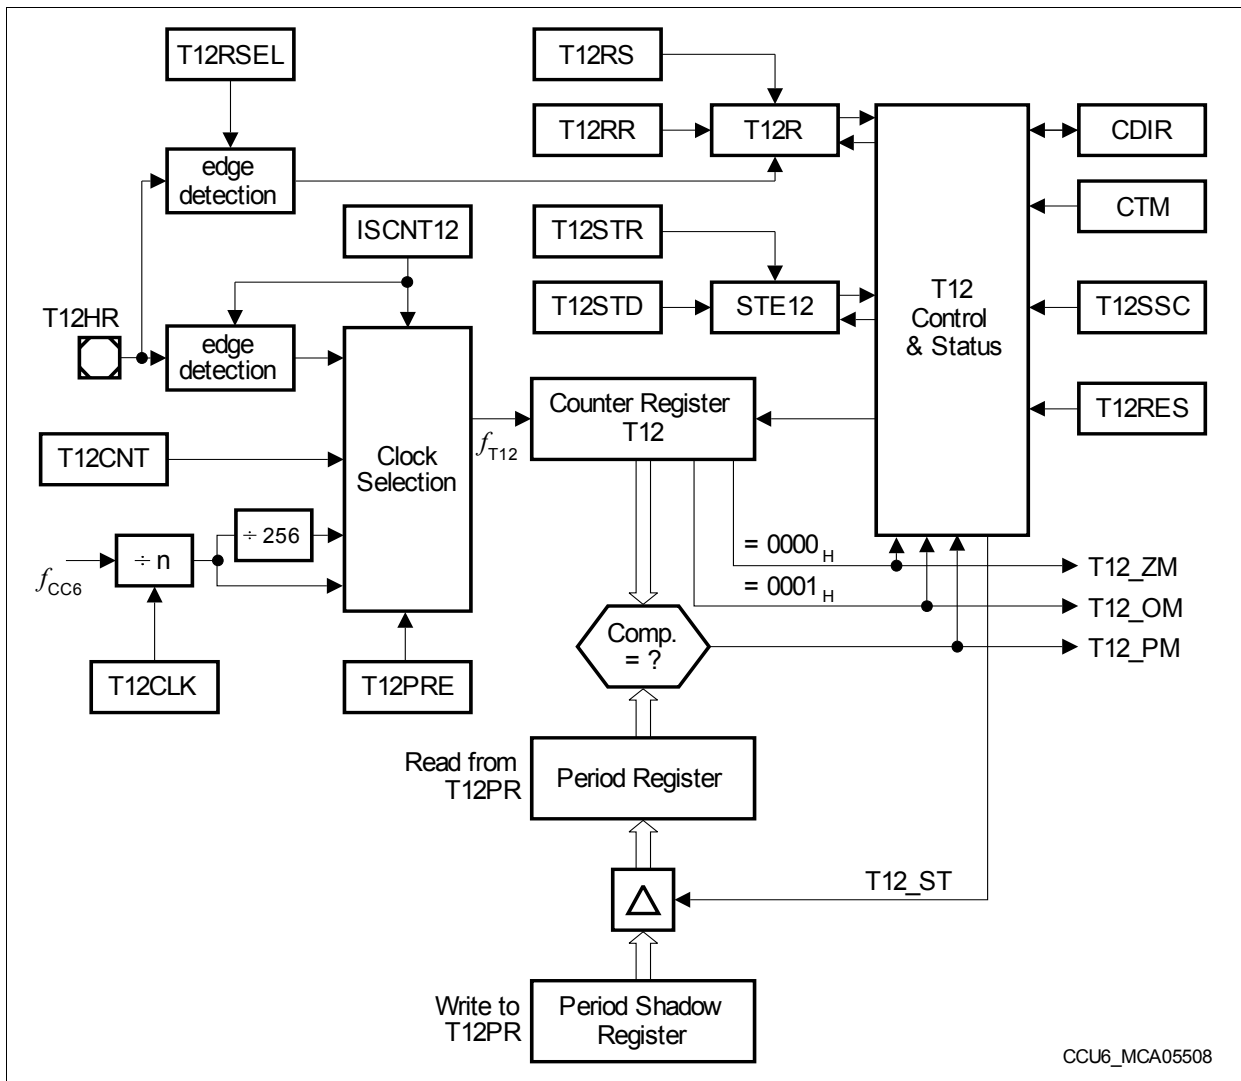 T12RSEL
T12RS
T12RR
T12R
CDIR
edge
detection
CTM
ISCNT12
T12STR
T12STD
STE12
T12
Control
& Status
T12SSC
T12HR
edge
detection
Counter Register
T12
T12RES
fT12
T12CNT
Clock
Selection
÷ 256
÷ n
fCC6
= 0000H
T12_ZM
= 0001H
T12_OM
Comp.
= ?
T12_PM
T12CLK
T12PRE
Read from
T12PR
Period Register
T12_ST
Δ
Write to
T12PR
Period Shadow
Register
CCU6_MCA05508